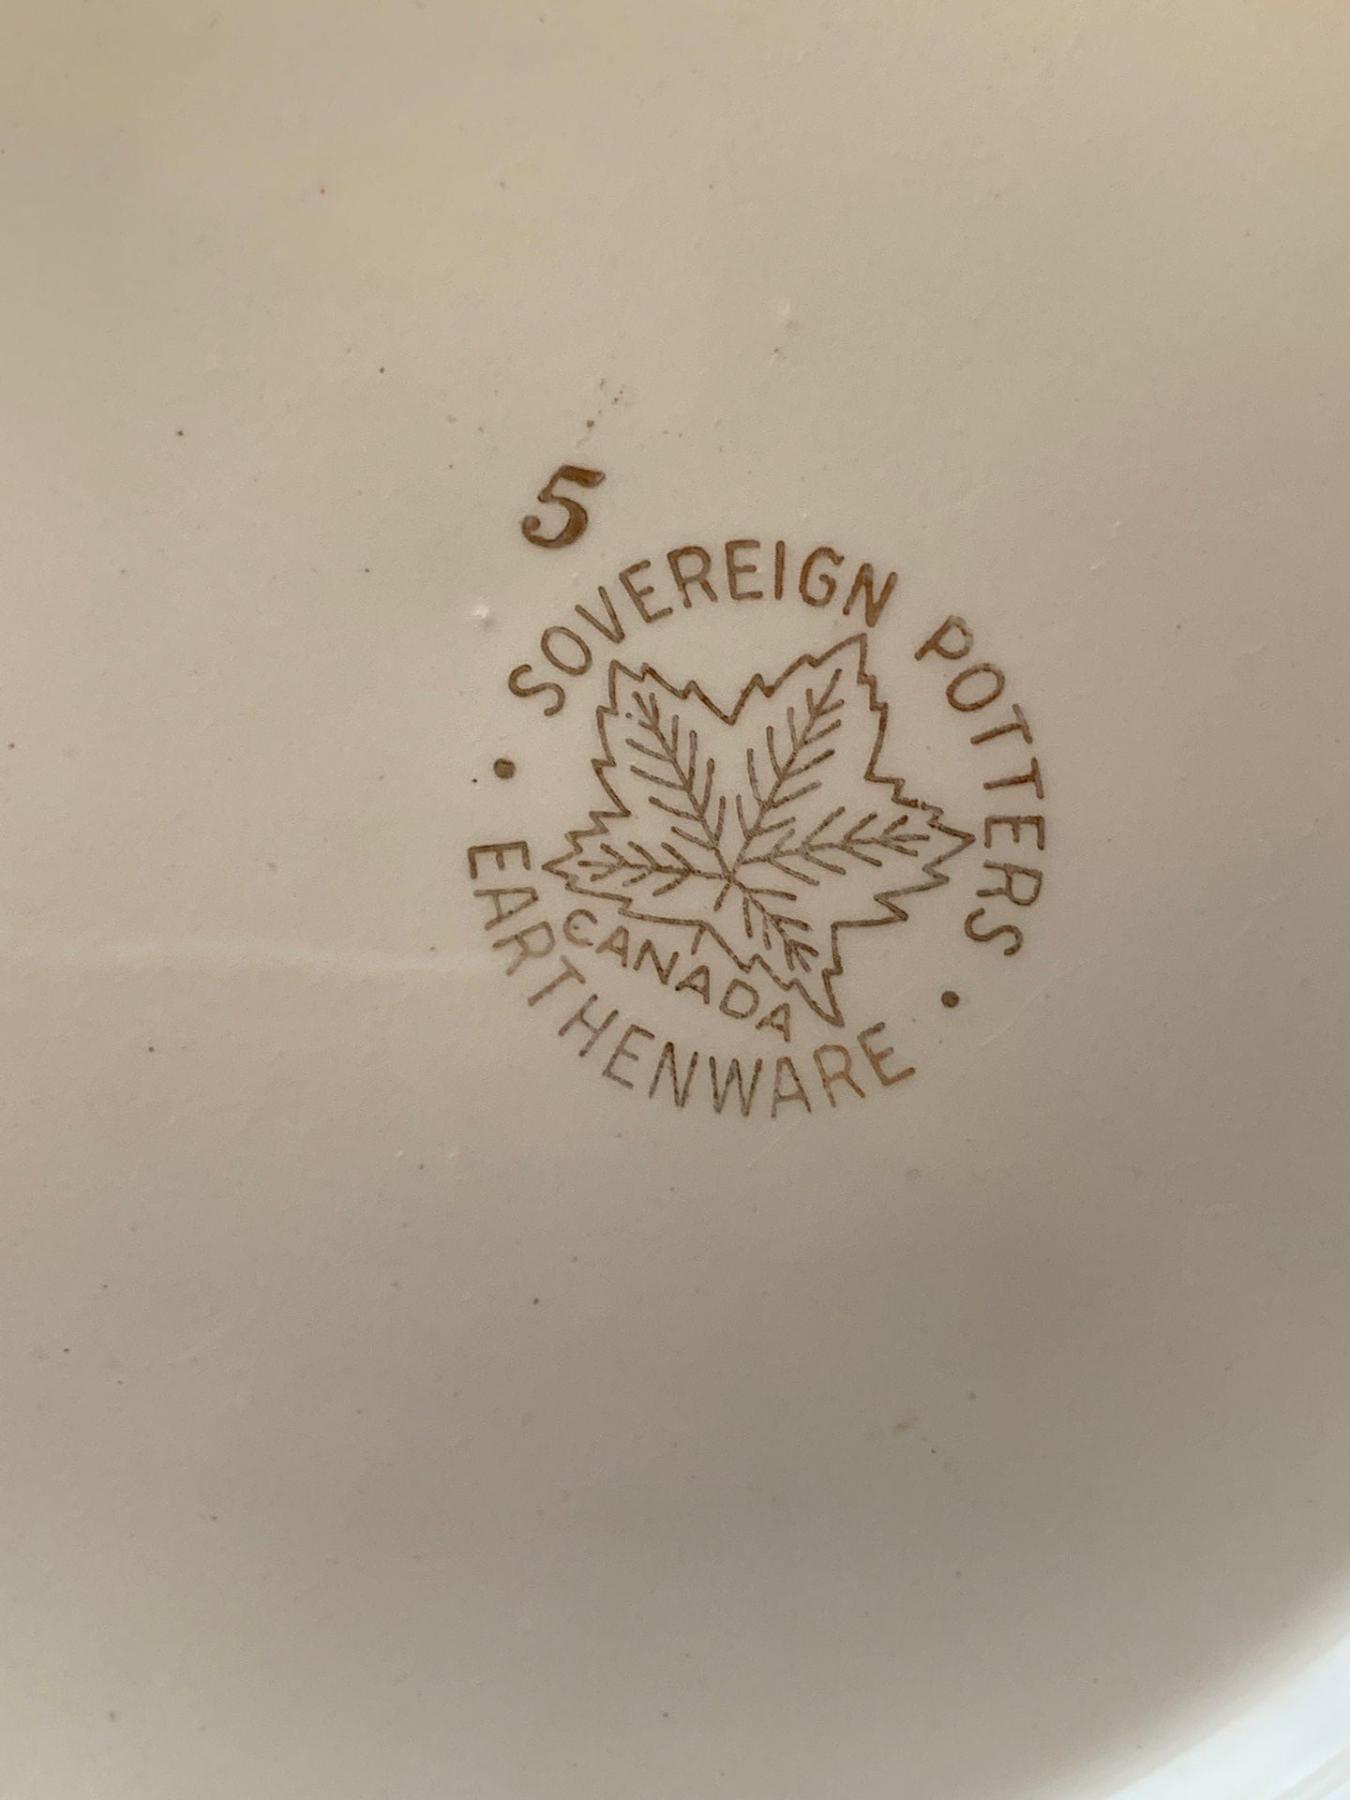 5
SOVEREIGN POTTERS
CANADA
• EARTHENWARE •